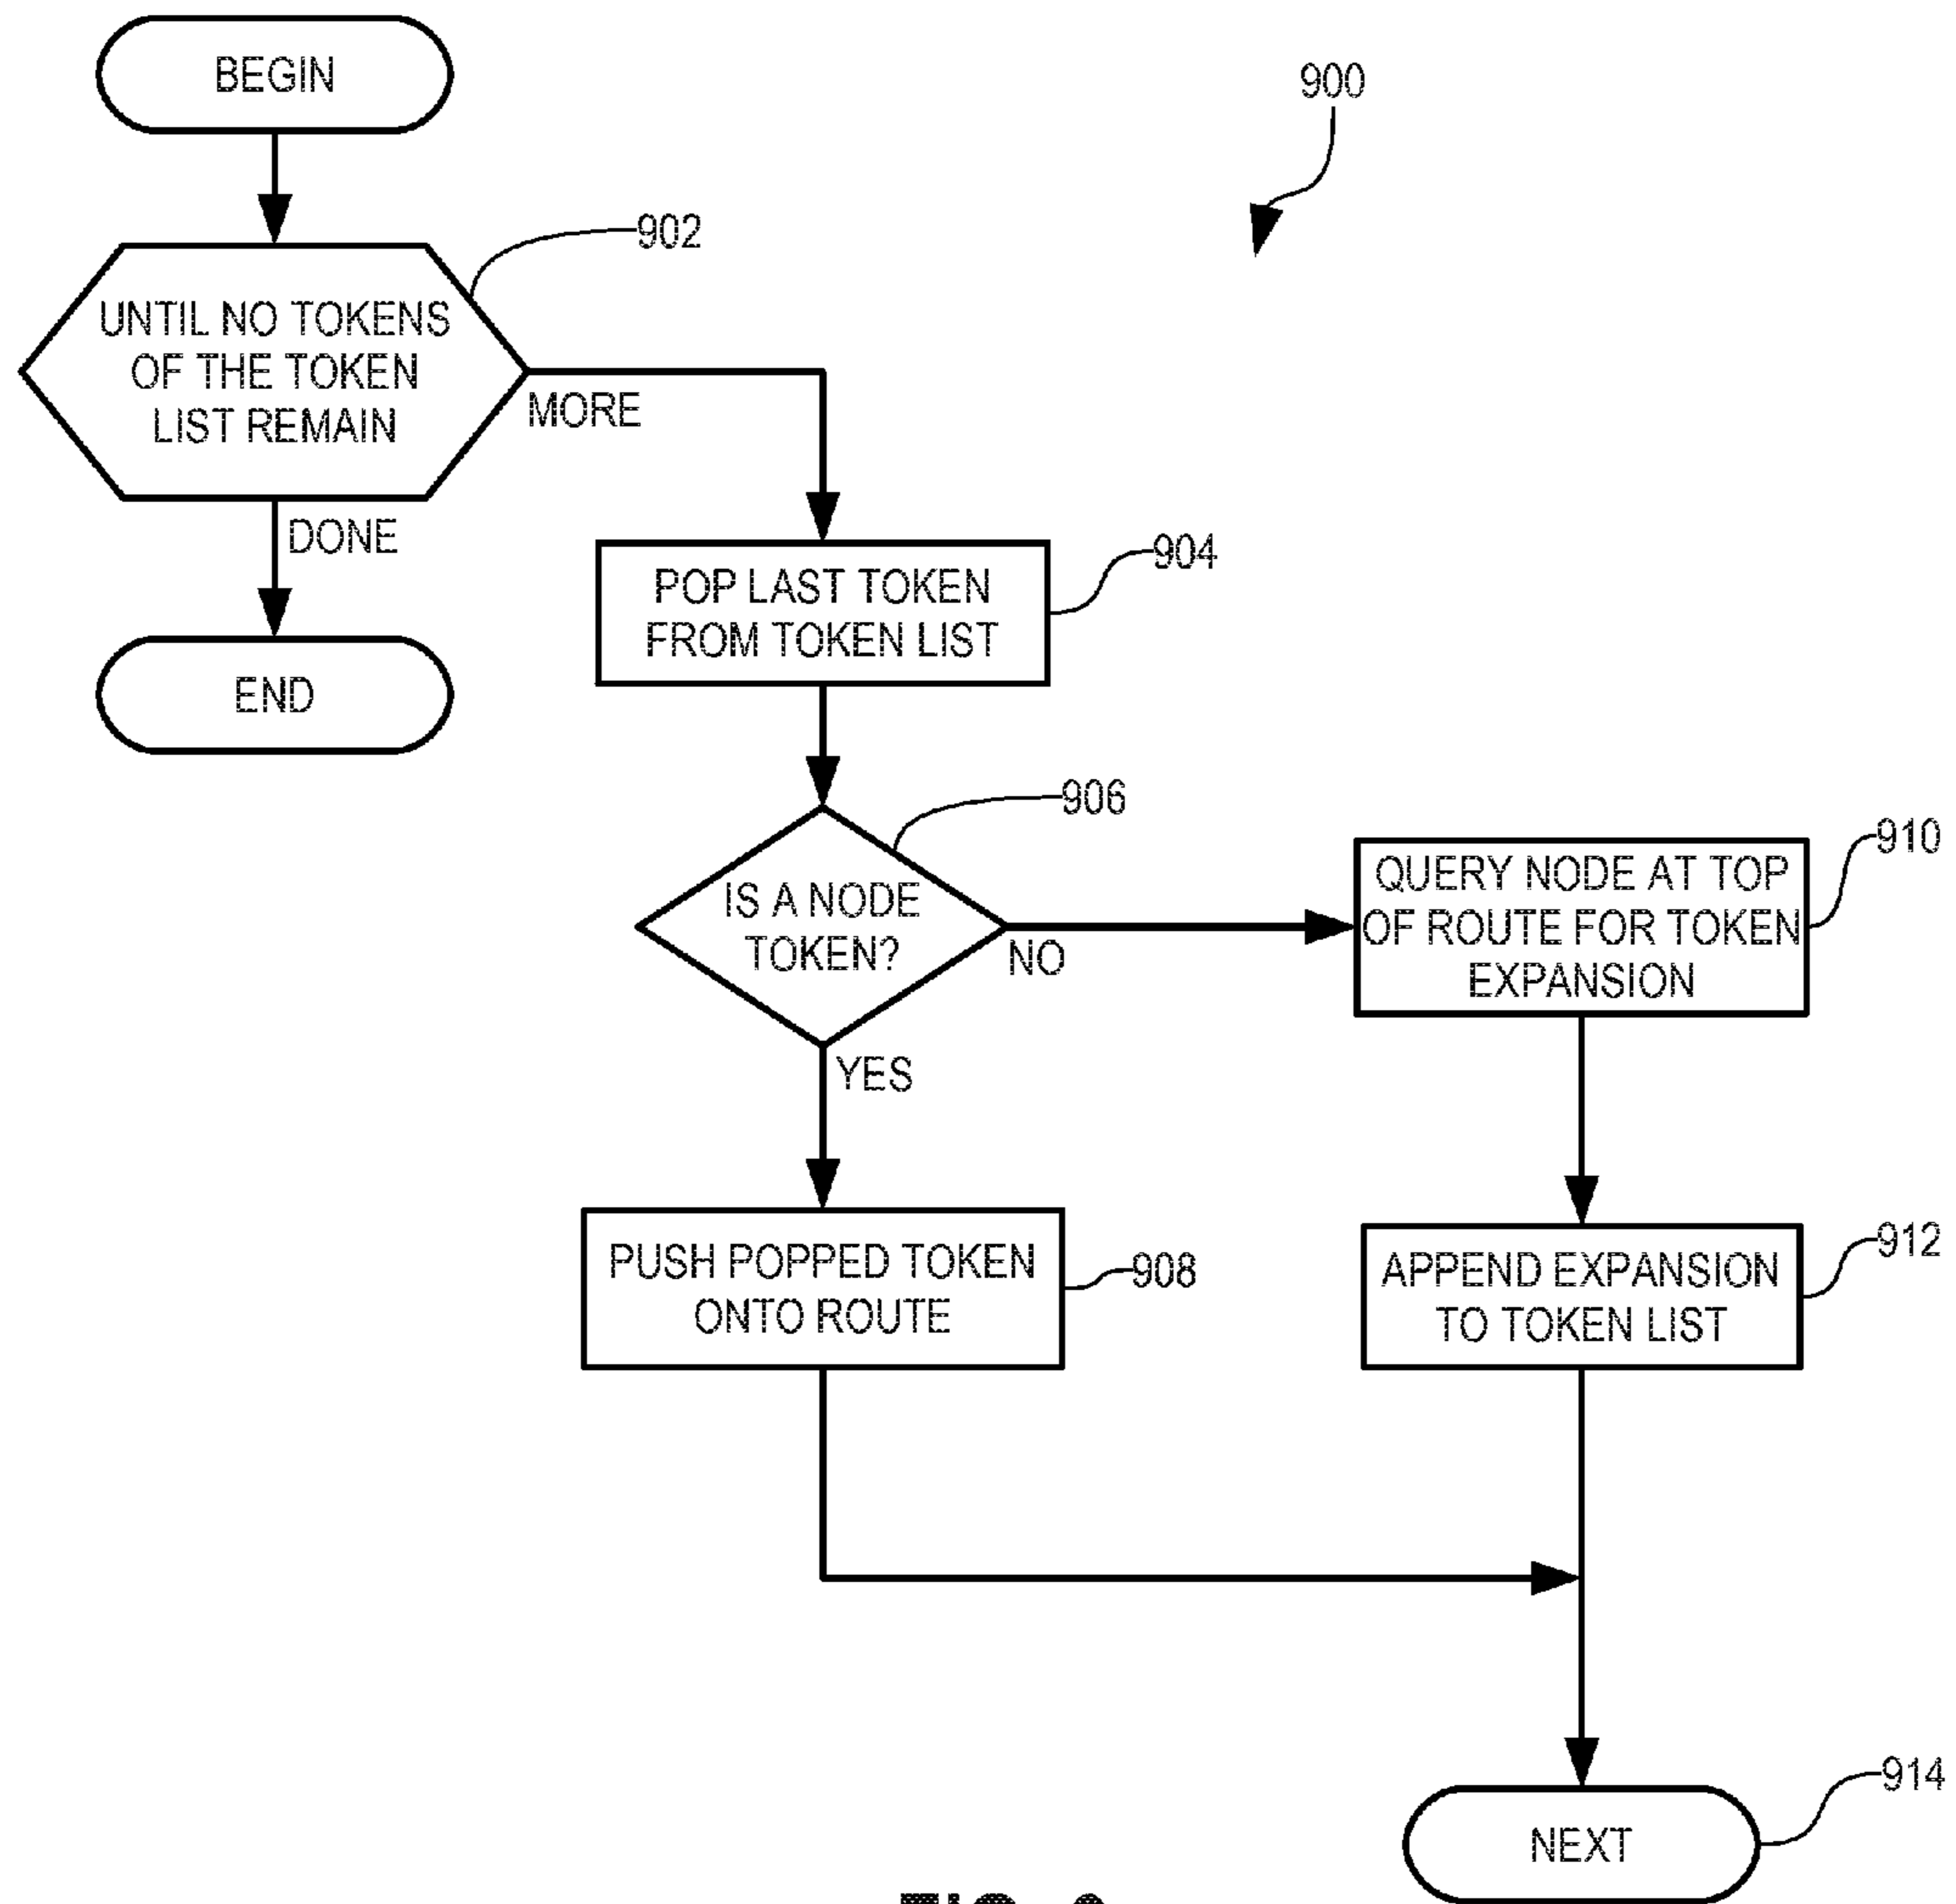 BEGIN
900
902
UNTIL NO TOKENS
OF THE TOKEN
LIST REMAIN
MORE
DONE
904
POP LAST TOKEN
FROM TOKEN LIST
END
906
IS A NODE
TOKEN?
NO
YES
910
QUERY NODE AT TOP
OF ROUTE FOR TOKEN
EXPANSION
908
PUSH POPPED TOKEN
ONTO ROUTE
912
APPEND EXPANSION
TO TOKEN LIST
914
NEXT